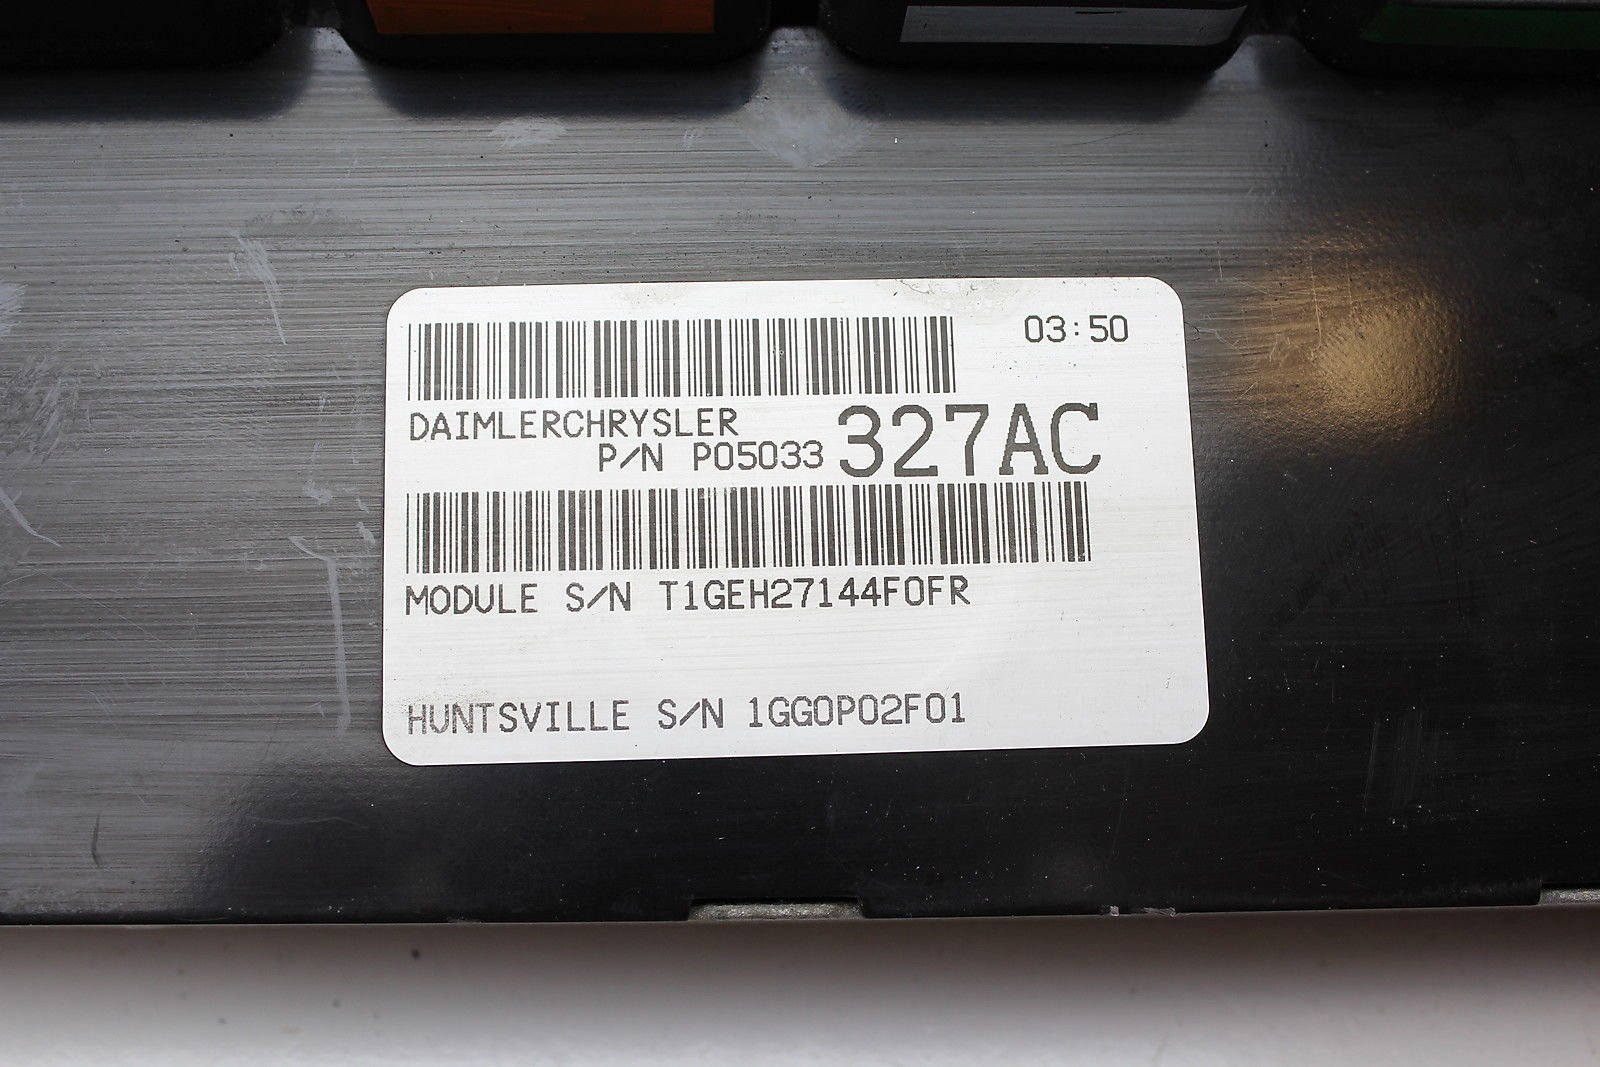 03:50
DAIMLERCHRYSLER
P/N P05033 327AC
MODULE S/N T1GEH27144F0FR
HUNTSVILLE S/N 1GG0P02F01